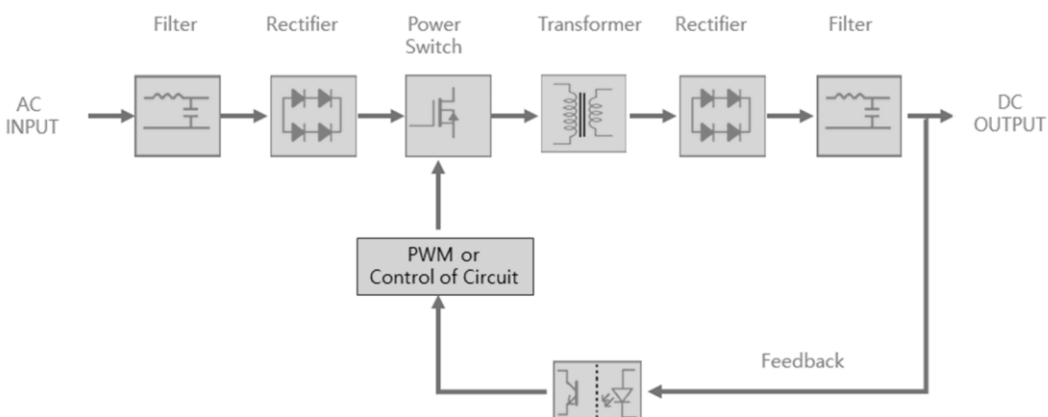 Filter
Rectifier
Power
Switch
Transformer
Rectifier
Filter
AC
INPUT
DC
OUTPUT
PWM or
Control of Circuit
Feedback